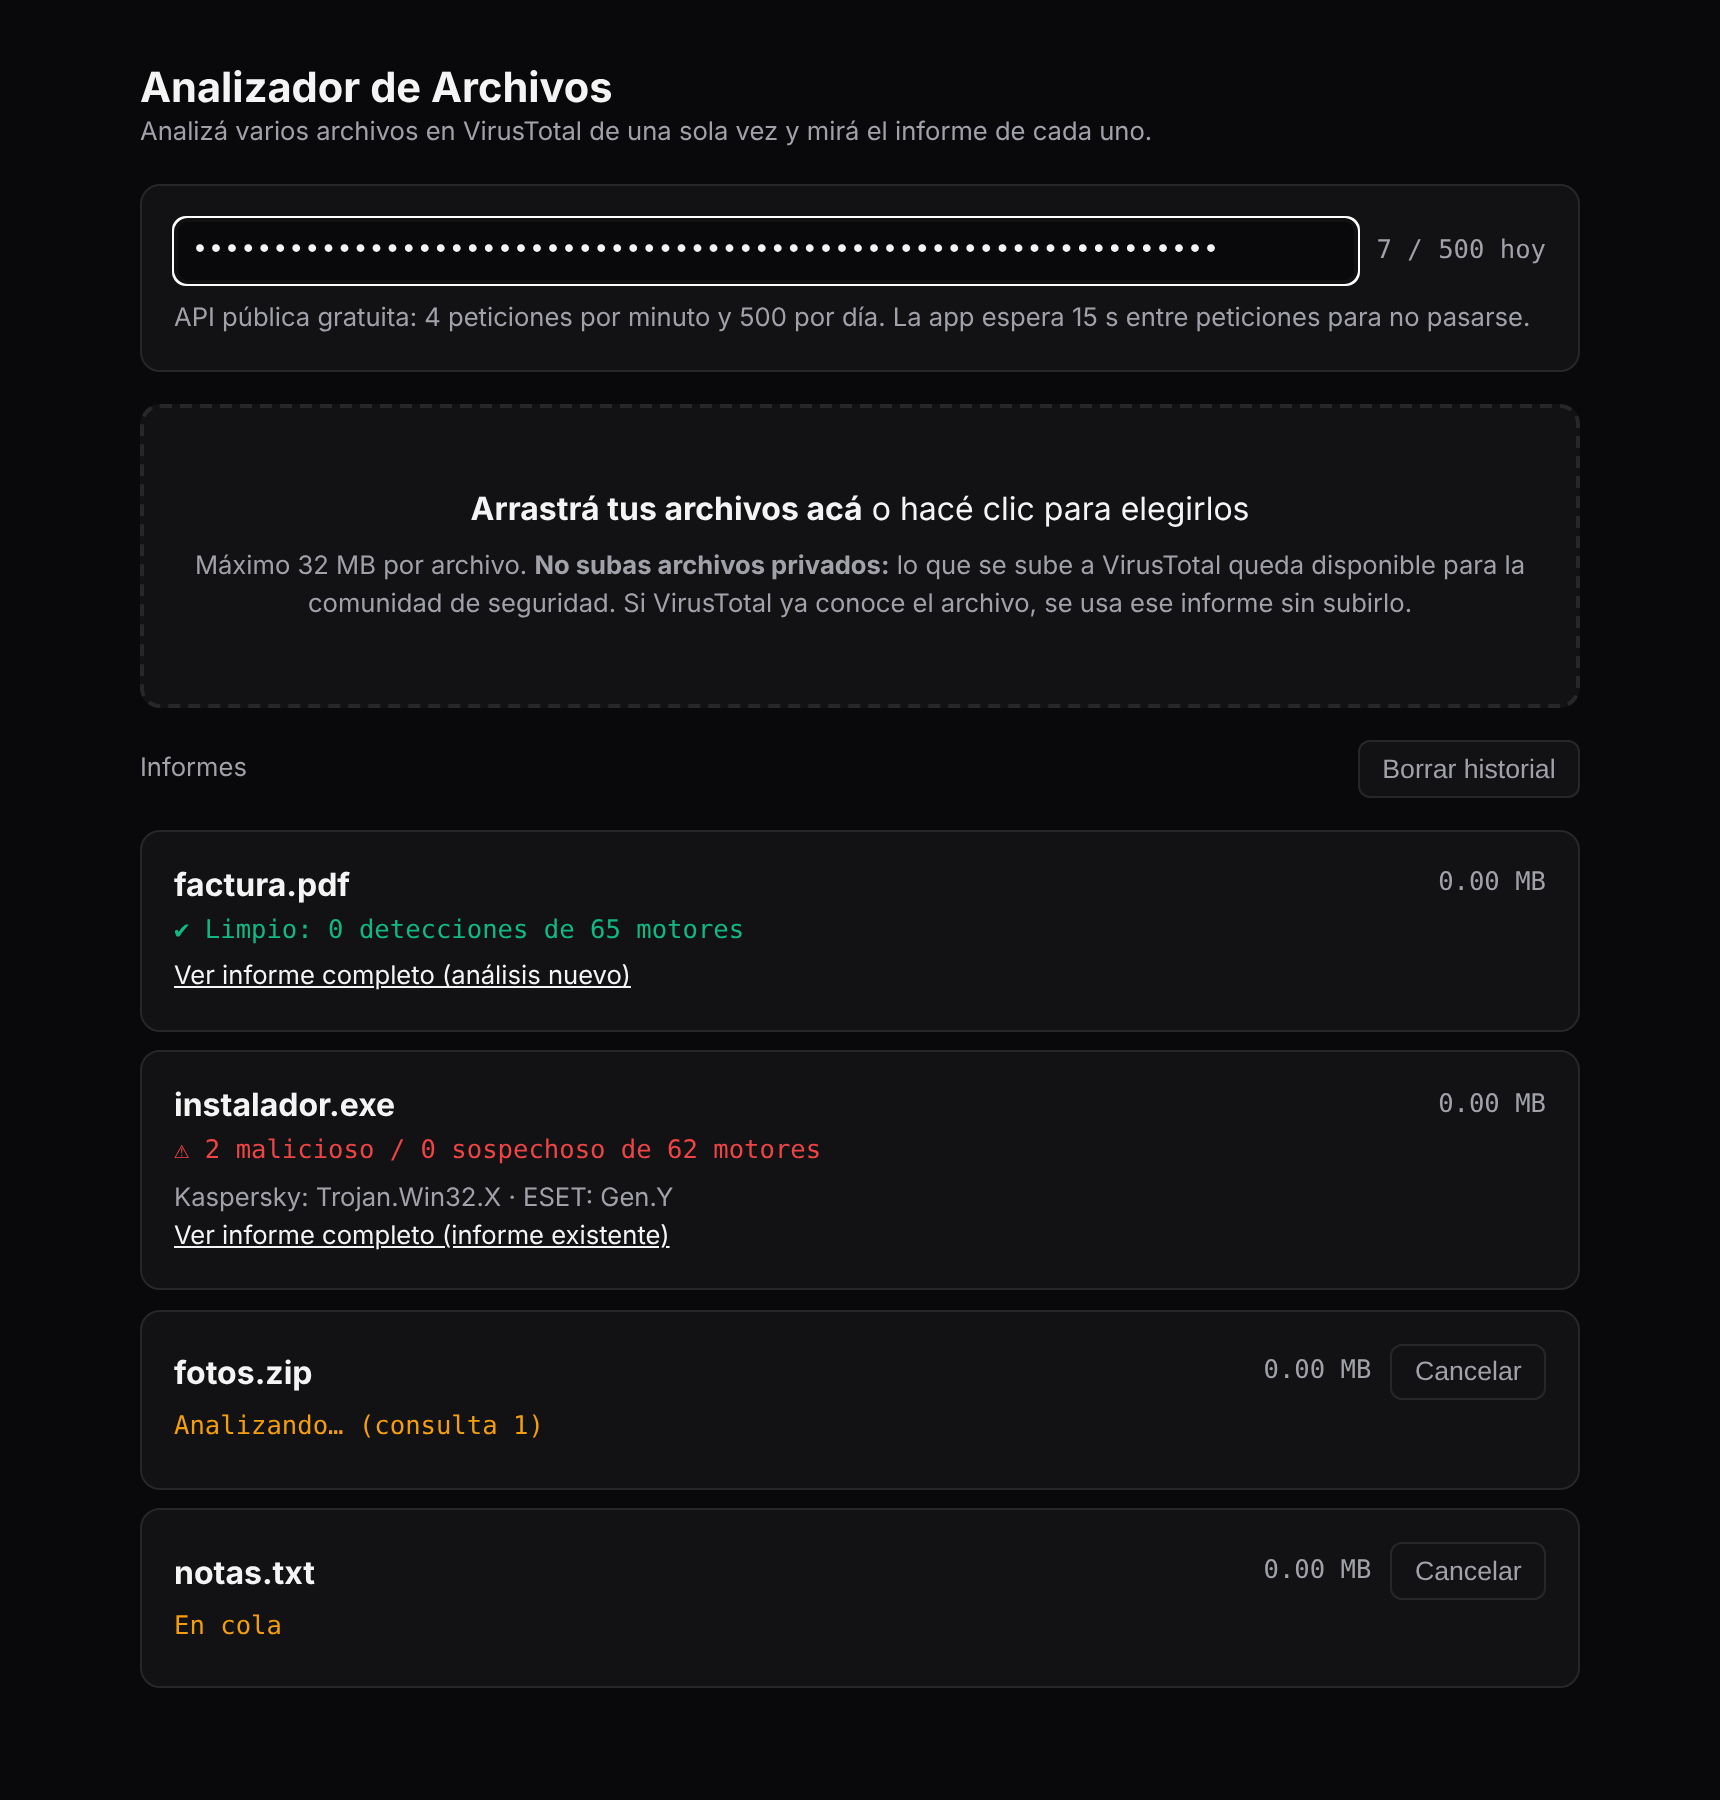 Analizador de Archivos
Analizá varios archivos en VirusTotal de una sola vez y mirá el informe de cada uno.
••••••••••••••••••••••••••••••••••••••••••••••••••••••••••••••••
7 / 500 hoy
API pública gratuita: 4 peticiones por minuto y 500 por día. La app espera 15 s entre peticiones para no pasarse.
Arrastrá tus archivos acá o hacé clic para elegirlos
Máximo 32 MB por archivo. No subas archivos privados: lo que se sube a VirusTotal queda disponible para la
comunidad de seguridad. Si VirusTotal ya conoce el archivo, se usa ese informe sin subirlo.
Informes
Borrar historial
factura.pdf
0.00 MB
✔ Limpio: 0 detecciones de 65 motores
Ver informe completo (análisis nuevo)
instalador.exe
0.00 MB
⚠ 2 malicioso / 0 sospechoso de 62 motores
Kaspersky: Trojan.Win32.X · ESET: Gen.Y
Ver informe completo (informe existente)
fotos.zip
0.00 MB
Cancelar
Analizando… (consulta 1)
notas.txt
0.00 MB
Cancelar
En cola